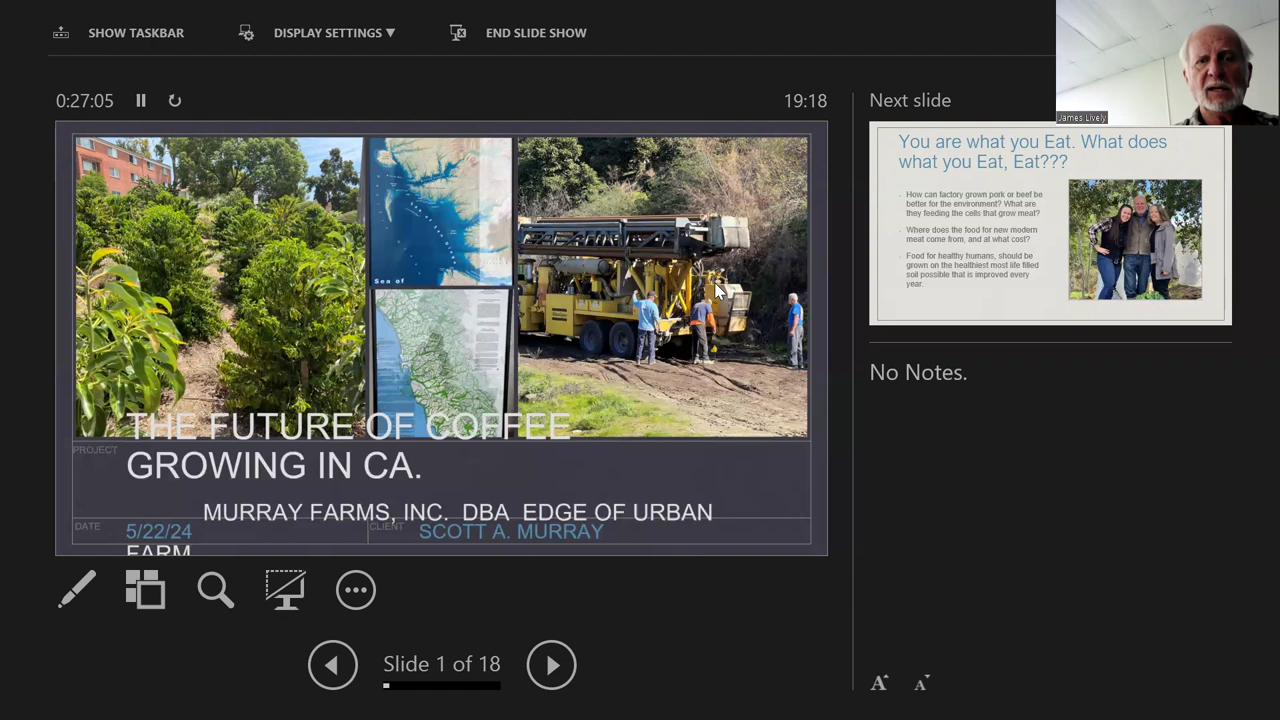 SHOW TASKBAR
DISPLAY SETTINGS ▼
END SLIDE SHOW
James Lively
0:27:05
19:18
Next slide
Sea of
THE FUTURE OF COFFEE
GROWING IN CA.
PROJECT
MURRAY FARMS, INC. DBA EDGE OF URBAN
FARM
DATE
5/22/24
CLIENT
SCOTT A. MURRAY
You are what you Eat. What does
what you Eat, Eat???
How can factory grown pork or beef be
better for the environment? What are
they feeding the cells that grow meat?
Where does the food for new modern
meat come from, and at what cost?
Food for healthy humans, should be
grown on the healthiest most life filled
soil possible that is improved every
year.
No Notes.
Slide 1 of 18
A A